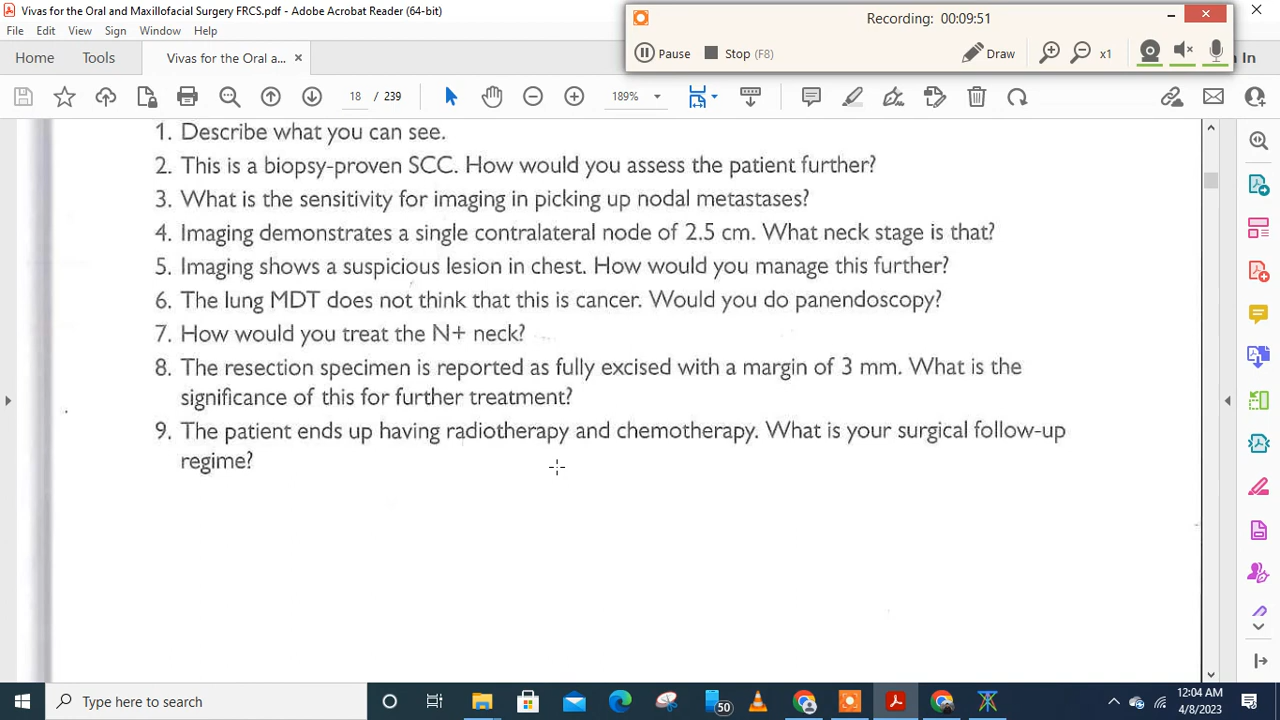 Vivas for the Oral and Maxillofacial Surgery FRCS.pdf - Adobe Acrobat Reader (64-bit)
Recording: 00:09:51
File Edit View Sign Window Help
Pause Stop (F8) Draw x1
Home Tools Vivas for the Oral a... In
18 / 239 189%
1. Describe what you can see.
2. This is a biopsy-proven SCC. How would you assess the patient further?
3. What is the sensitivity for imaging in picking up nodal metastases?
4. Imaging demonstrates a single contralateral node of 2.5 cm. What neck stage is that?
5. Imaging shows a suspicious lesion in chest. How would you manage this further?
6. The lung MDT does not think that this is cancer. Would you do panendoscopy?
7. How would you treat the N+ neck?
8. The resection specimen is reported as fully excised with a margin of 3 mm. What is the
significance of this for further treatment?
9. The patient ends up having radiotherapy and chemotherapy. What is your surgical follow-up
regime?
Type here to search
50
12:04 AM
4/8/2023